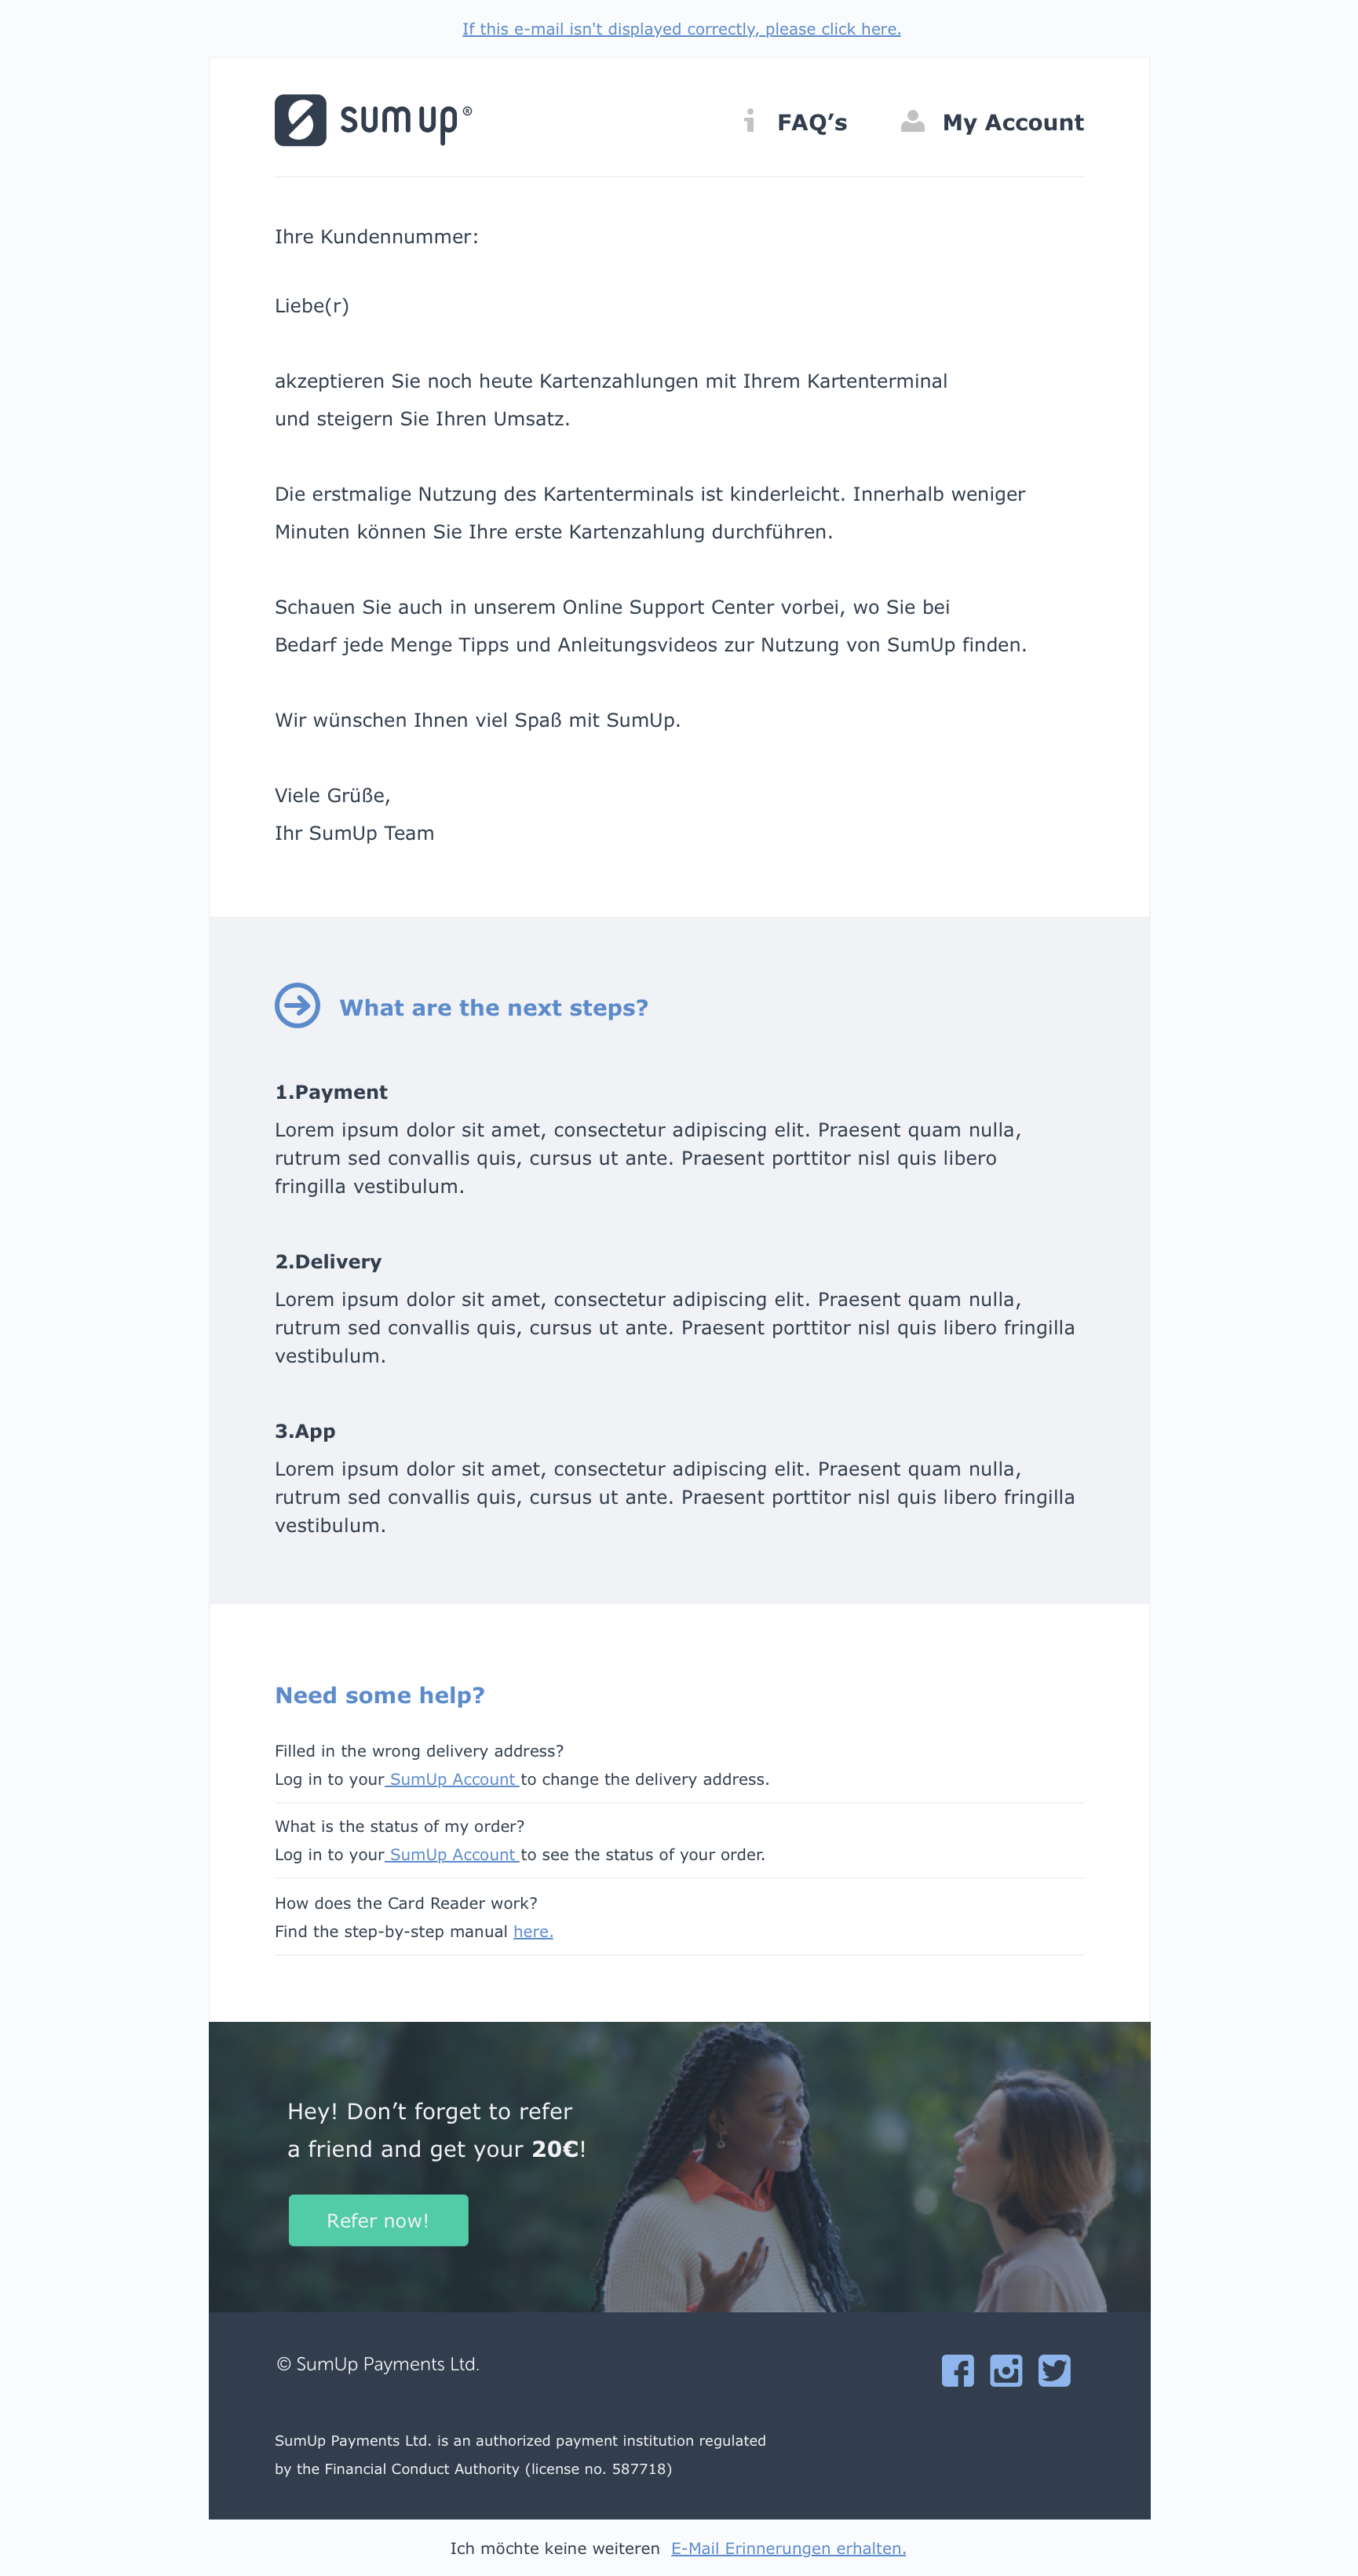 If this e-mail isn't displayed correctly, please click here.
sumup®
FAQ’s
My Account
Ihre Kundennummer:
Liebe(r)
akzeptieren Sie noch heute Kartenzahlungen mit Ihrem Kartenterminal
und steigern Sie Ihren Umsatz.
Die erstmalige Nutzung des Kartenterminals ist kinderleicht. Innerhalb weniger
Minuten können Sie Ihre erste Kartenzahlung durchführen.
Schauen Sie auch in unserem Online Support Center vorbei, wo Sie bei
Bedarf jede Menge Tipps und Anleitungsvideos zur Nutzung von SumUp finden.
Wir wünschen Ihnen viel Spaß mit SumUp.
Viele Grüße,
Ihr SumUp Team
What are the next steps?
1.Payment
Lorem ipsum dolor sit amet, consectetur adipiscing elit. Praesent quam nulla,
rutrum sed convallis quis, cursus ut ante. Praesent porttitor nisl quis libero
fringilla vestibulum.
2.Delivery
Lorem ipsum dolor sit amet, consectetur adipiscing elit. Praesent quam nulla,
rutrum sed convallis quis, cursus ut ante. Praesent porttitor nisl quis libero fringilla
vestibulum.
3.App
Lorem ipsum dolor sit amet, consectetur adipiscing elit. Praesent quam nulla,
rutrum sed convallis quis, cursus ut ante. Praesent porttitor nisl quis libero fringilla
vestibulum.
Need some help?
Filled in the wrong delivery address?
Log in to your SumUp Account to change the delivery address.
What is the status of my order?
Log in to your SumUp Account to see the status of your order.
How does the Card Reader work?
Find the step-by-step manual here.
Hey! Don’t forget to refer
a friend and get your 20€!
Refer now!
© SumUp Payments Ltd.
SumUp Payments Ltd. is an authorized payment institution regulated
by the Financial Conduct Authority (license no. 587718)
Ich möchte keine weiteren E-Mail Erinnerungen erhalten.